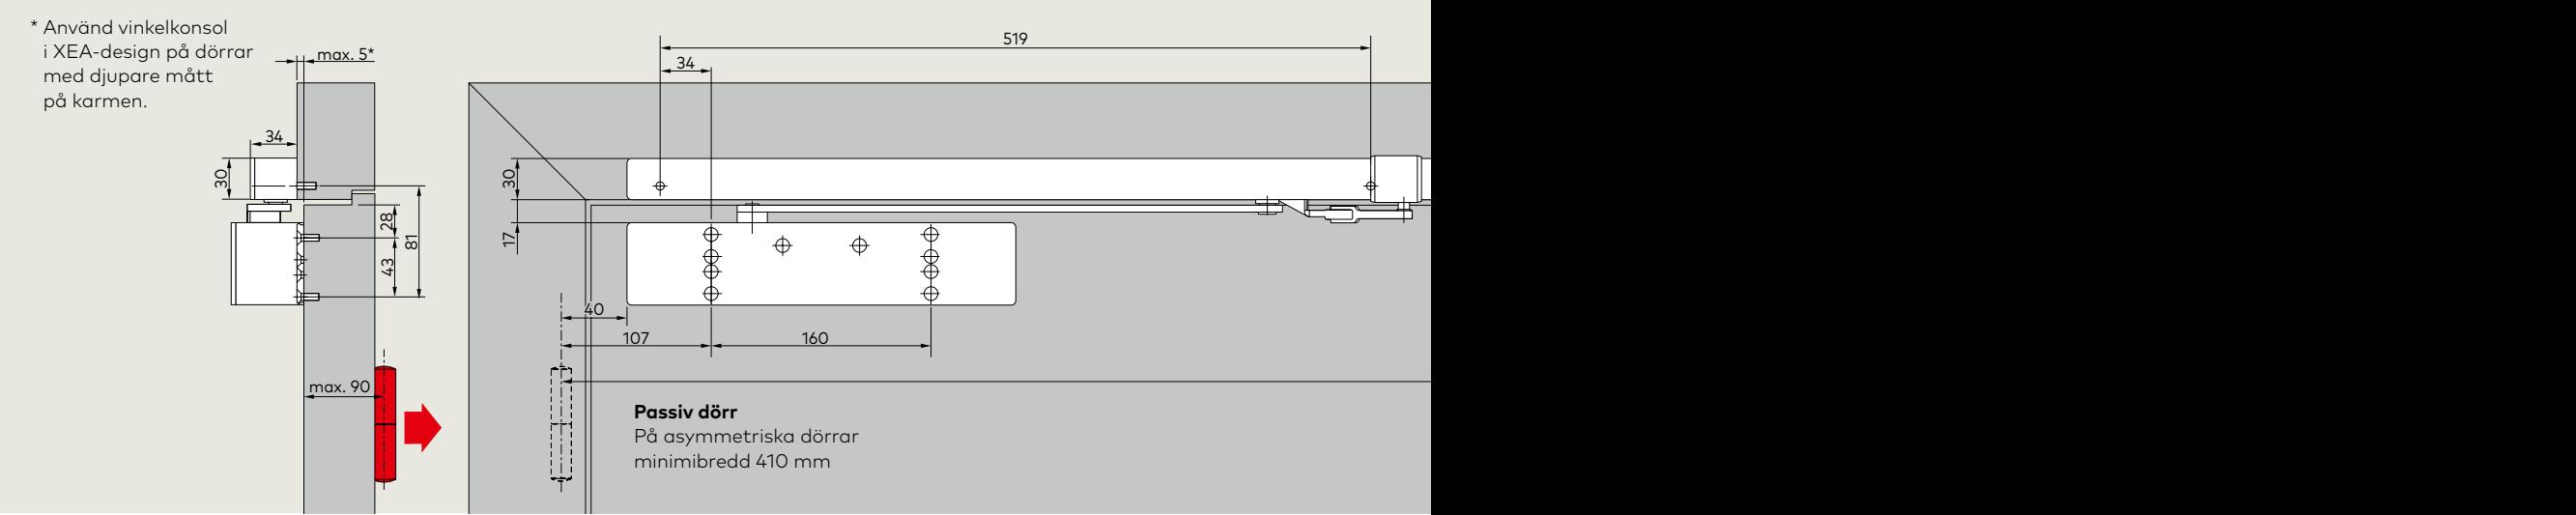 * Använd vinkelkonsol
i XEA-design på dörrar
med djupare mått
på karmen.
max. 5*
34
30
28
81
43
max. 90
519
34
30
17
40
107
160
Passiv dörr
På asymmetriska dörrar
minimibredd 410 mm